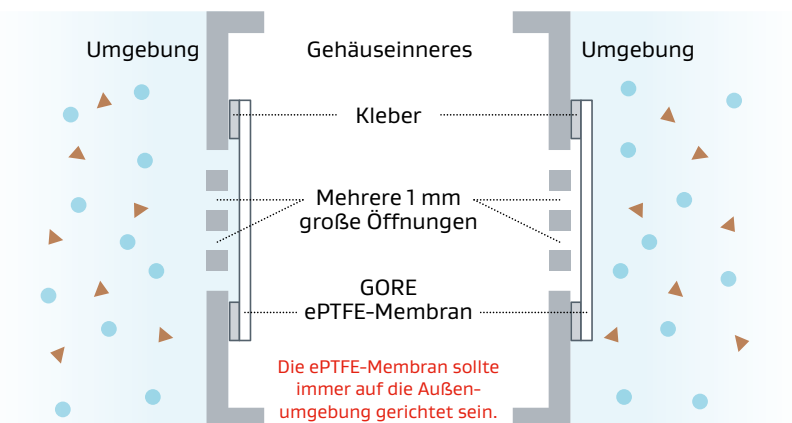 Umgebung
Gehäuseinneres
Umgebung
Kleber
Mehrere 1 mm
große Öffnungen
GORE
ePTFE-Membran
Die ePTFE-Membran sollte
immer auf die Außen-
umgebung gerichtet sein.